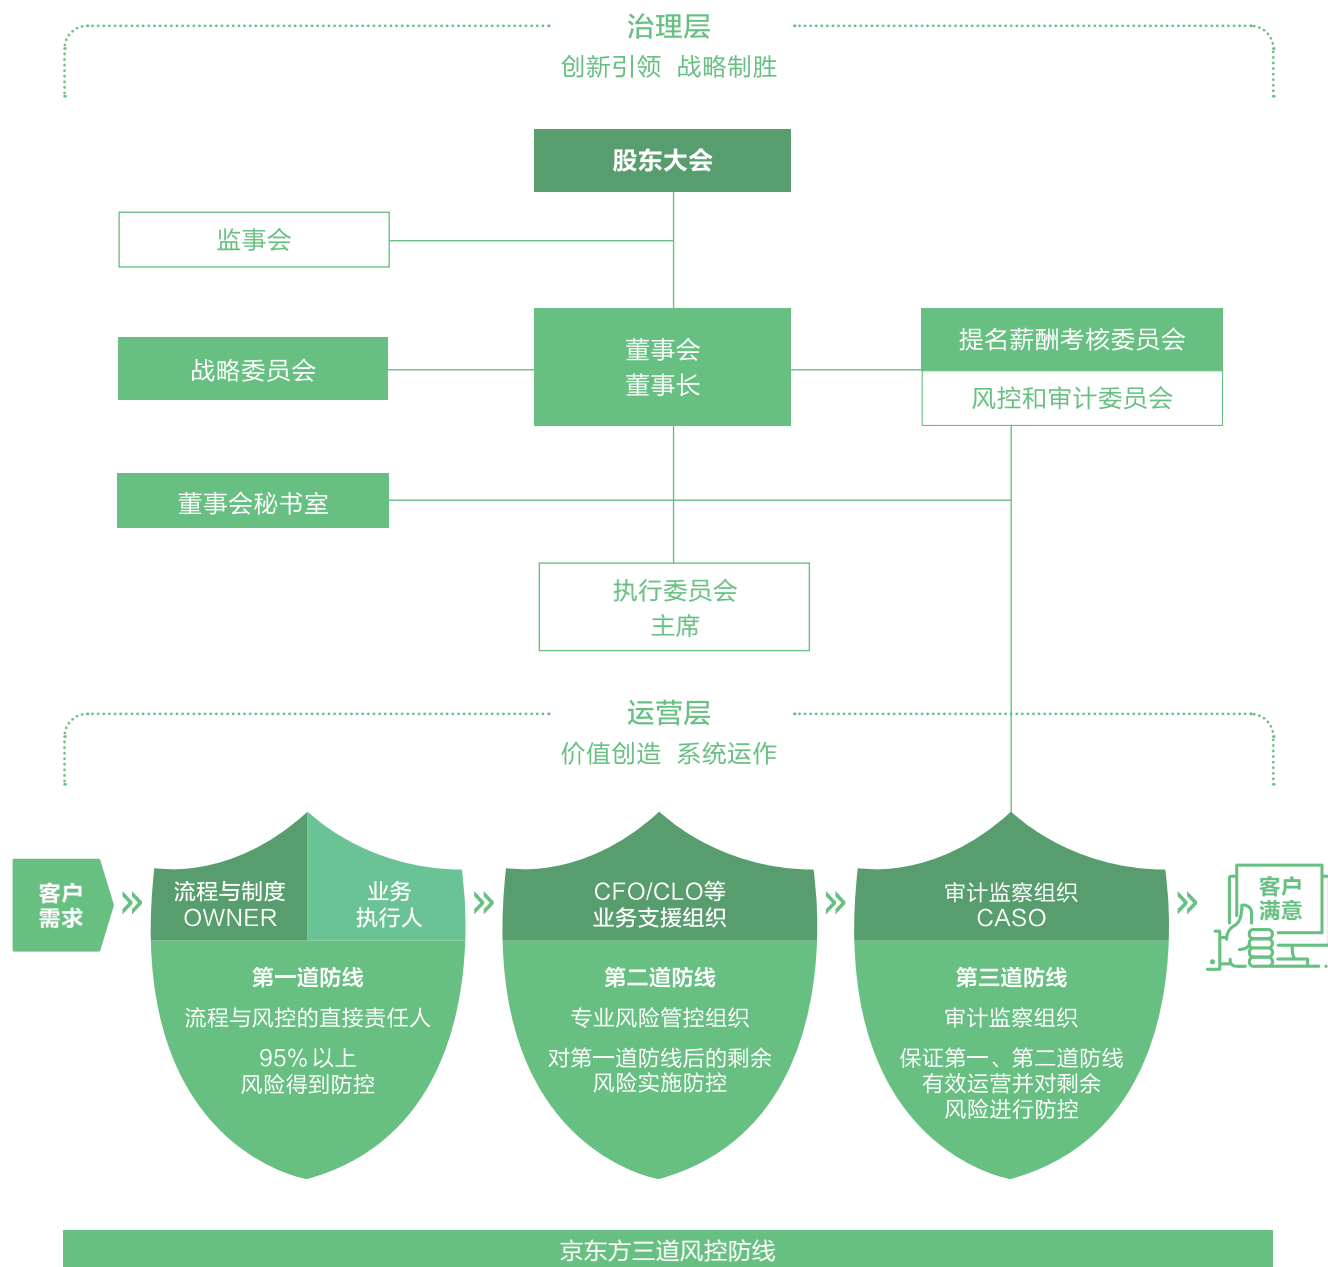 治理层
创新引领 战略制胜
股东大会
监事会
董事会
董事长
战略委员会
提名薪酬考核委员会
风控和审计委员会
董事会秘书室
执行委员会
主席
运营层
价值创造 系统运作
客户
需求
流程与制度
OWNER
业务
执行人
第一道防线
流程与风控的直接责任人
95% 以上
风险得到防控
CFO/CLO等
业务支援组织
第二道防线
专业风险管控组织
对第一道防线后的剩余
风险实施防控
审计监察组织
CASO
第三道防线
审计监察组织
保证第一、第二道防线
有效运营并对剩余
风险进行防控
客户
满意
京东方三道风控防线